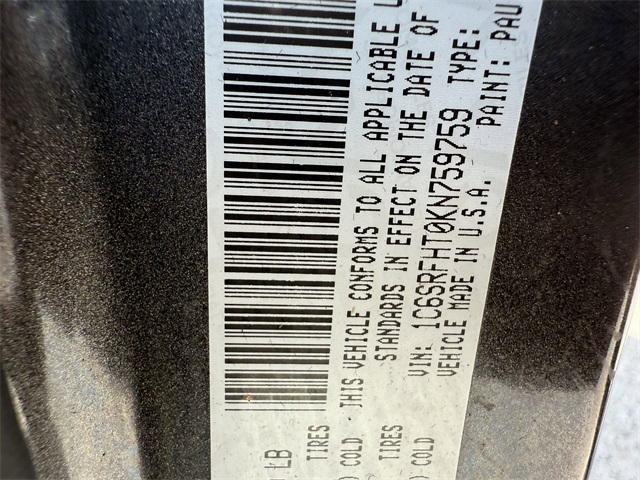 LB
TIRES
COLD
THIS VEHICLE CONFORMS TO ALL APPLICABLE
STANDARDS IN EFFECT ON THE DATE OF
TIRES
VIN: 1C6SRFHT0KN759759 TYPE:
COLD
VEHICLE MADE IN U.S.A.
PAINT: PAU